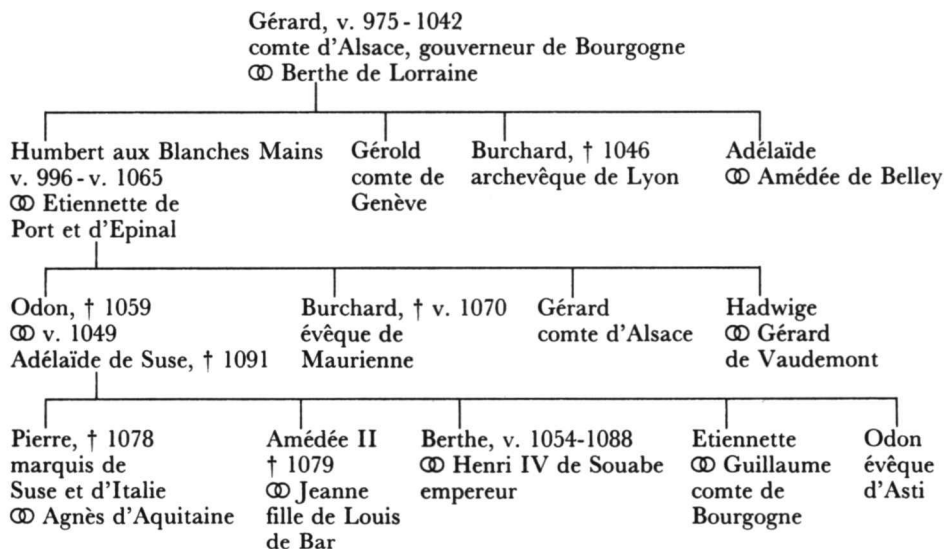 Gérard, v. 975 - 1042
comte d'Alsace, gouverneur de Bourgogne
⚭ Berthe de Lorraine
Humbert aux Blanches Mains
v. 996 - v. 1065
⚭ Etiennette de
Port et d'Epinal
Gérold
comte de
Genève
Burchard, † 1046
archevêque de Lyon
Adélaïde
⚭ Amédée de Belley
Odon, † 1059
⚭ v. 1049
Adélaïde de Suse, † 1091
Burchard, † v. 1070
évêque de
Maurienne
Gérard
comte d'Alsace
Hadwige
⚭ Gérard
de Vaudemont
Pierre, † 1078
marquis de
Suse et d'Italie
⚭ Agnès d'Aquitaine
Amédée II
† 1079
⚭ Jeanne
fille de Louis
de Bar
Berthe, v. 1054-1088
⚭ Henri IV de Souabe
empereur
Etiennette
⚭ Guillaume
comte de
Bourgogne
Odon
évêque
d'Asti